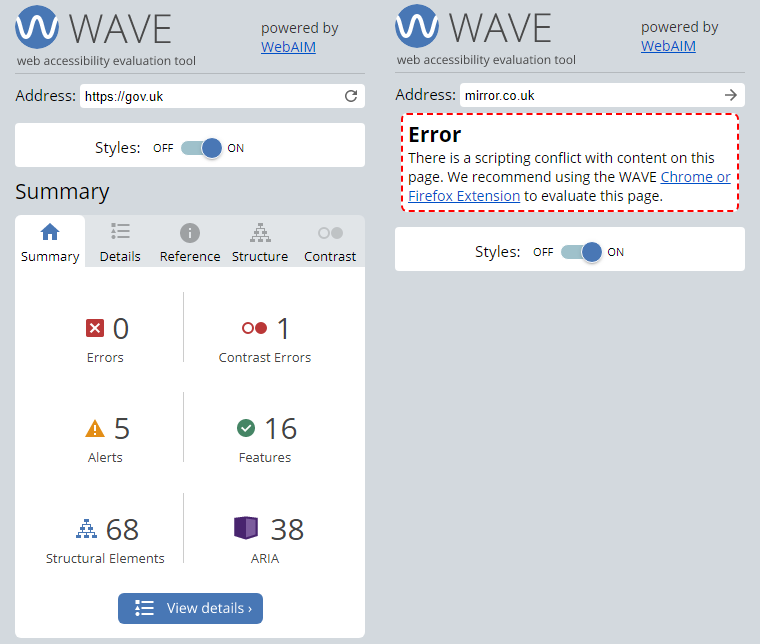 WAVE
web accessibility evaluation tool
powered by
WebAIM
Address: https://gov.uk
Styles: OFF ON
Summary
Summary Details Reference Structure Contrast
0
Errors
1
Contrast Errors
5
Alerts
16
Features
68
Structural Elements
38
ARIA
View details ›
WAVE
web accessibility evaluation tool
powered by
WebAIM
Address: mirror.co.uk
Error
There is a scripting conflict with content on this
page. We recommend using the WAVE Chrome or
Firefox Extension to evaluate this page.
Styles: OFF ON